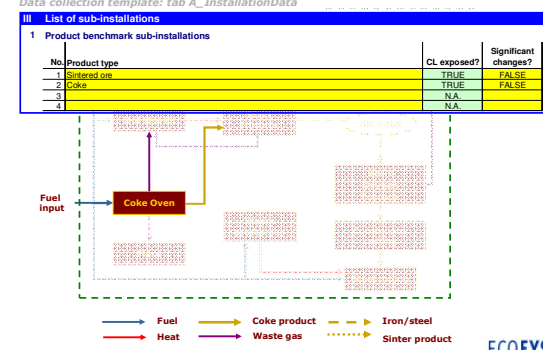 Data collection template: tab A_InstallationData
III List of sub-installations
1 Product benchmark sub-installations
No. Product type CL exposed? Significant changes?
1 Sintered ore TRUE FALSE
2 Coke TRUE FALSE
3 N.A.
4 N.A.
Fuel input
Coke Oven
Fuel Coke product Iron/steel
Heat Waste gas Sinter product
ECOFYS